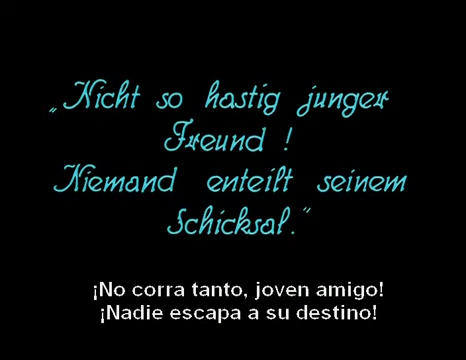 „Nicht so hastig junger
Freund !
Niemand enteilt seinem
Schicksal.“
¡No corra tanto, joven amigo!
¡Nadie escapa a su destino!